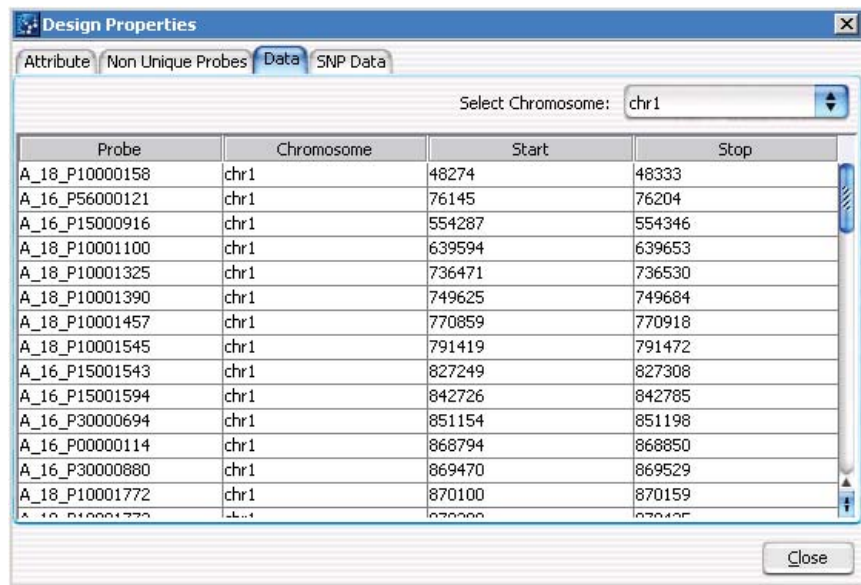 Design Properties
Attribute Non Unique Probes Data SNP Data
Select Chromosome: chr1
Probe Chromosome Start Stop
A_18_P10000158 chr1 48274 48333
A_16_P56000121 chr1 76145 76204
A_16_P15000916 chr1 554287 554346
A_18_P10001100 chr1 639594 639653
A_18_P10001325 chr1 736471 736530
A_18_P10001390 chr1 749625 749684
A_18_P10001457 chr1 770859 770918
A_18_P10001545 chr1 791419 791472
A_16_P15001543 chr1 827249 827308
A_16_P15001594 chr1 842726 842785
A_16_P30000694 chr1 851154 851198
A_16_P00000114 chr1 868794 868850
A_16_P30000880 chr1 869470 869529
A_18_P10001772 chr1 870100 870159
Close